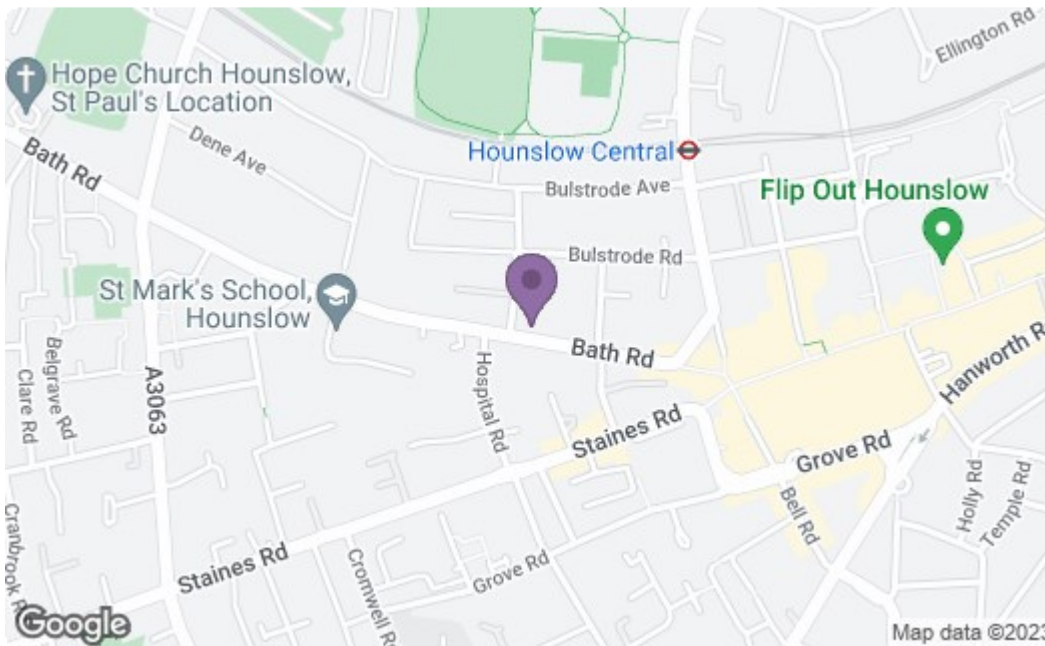 Ellington Rd
Hope Church Hounslow,
St Paul's Location
Dene Ave
Bath Rd
Hounslow Central
Bulstrode Ave
Flip Out Hounslow
Bulstrode Rd
St Mark's School,
Hounslow
Bath Rd
Belgrave Rd
Clare Rd
A3063
Hospital Rd
Hanworth R
Staines Rd
Grove Rd
Bell Rd
Holly Rd
Temple Rd
Cranbrook R
Staines Rd
Cromwell R
Grove Rd
Google
Map data ©2023